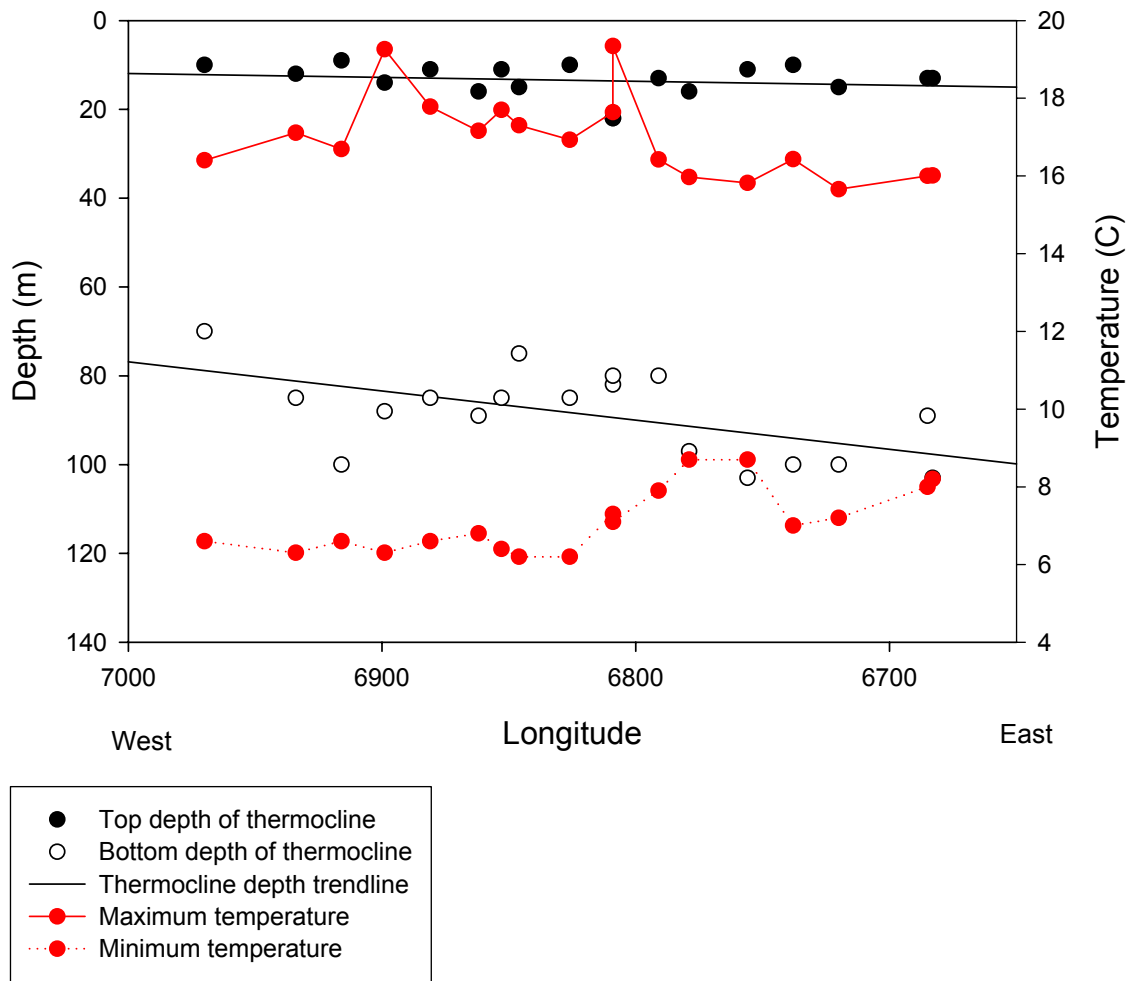 0
20
40
60
80
100
120
140
Depth (m)
20
18
16
14
12
10
8
6
4
Temperature (C)
7000 6900 6800 6700
West Longitude East
Top depth of thermocline
Bottom depth of thermocline
Thermocline depth trendline
Maximum temperature
Minimum temperature